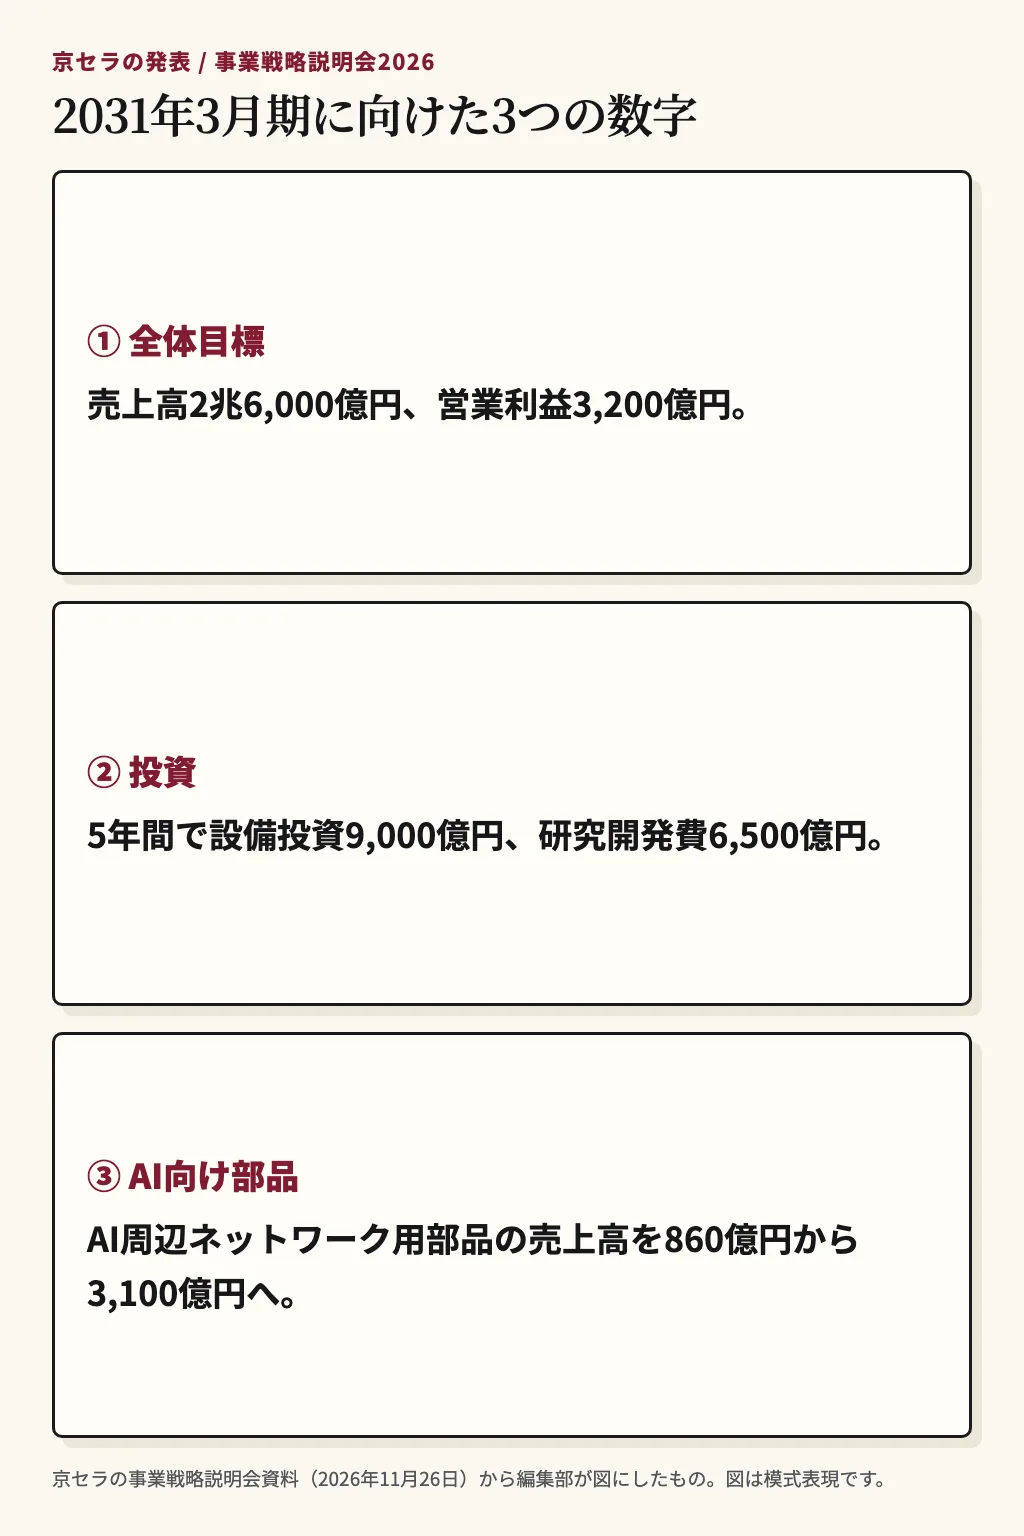 京セラの発表 / 事業戦略説明会2026
2031年3月期に向けた3つの数字
① 全体目標
売上高2兆6,000億円、営業利益3,200億円。
② 投資
5年間で設備投資9,000億円、研究開発費6,500億円。
③ AI向け部品
AI周辺ネットワーク用部品の売上高を860億円から
3,100億円へ。
京セラの事業戦略説明会資料（2026年11月26日）から編集部が図にしたもの。図は模式表現です。